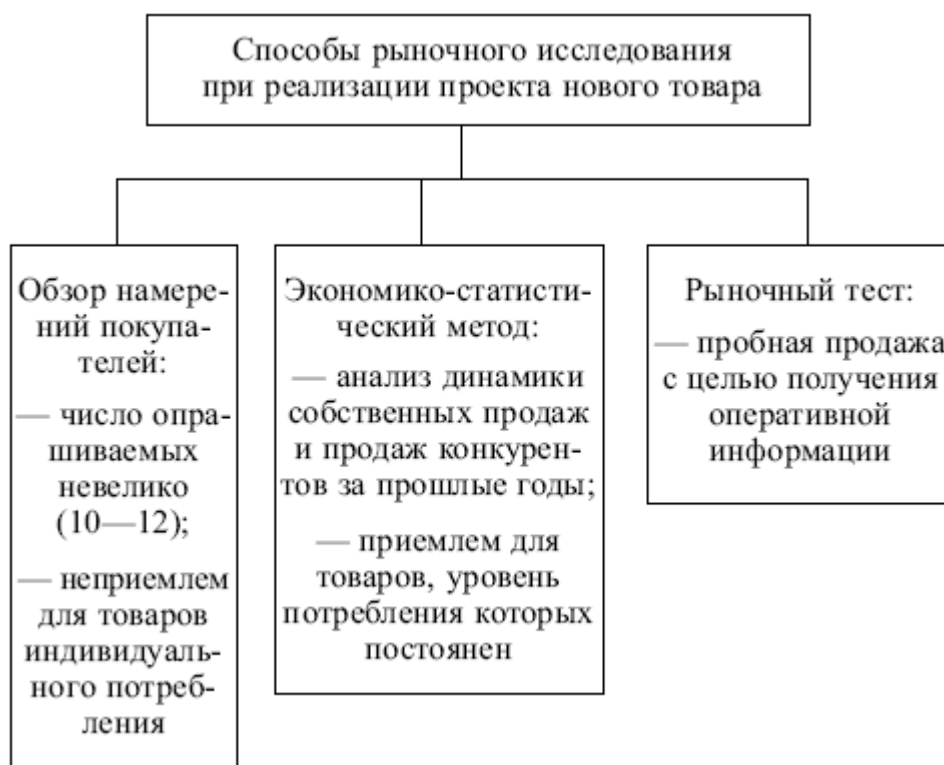 Способы рыночного исследования
при реализации проекта нового товара
Обзор намере-
ний покупа-
телей:
— число опра-
шиваемых
невелико
(10—12);
— неприемлем
для товаров
индивидуаль-
ного потреб-
ления
Экономико-статисти-
ческий метод:
— анализ динамики
собственных продаж
и продаж конкурен-
тов за прошлые годы;
— приемлем для
товаров, уровень
потребления которых
постоянен
Рыночный тест:
— пробная продажа
с целью получения
оперативной
информации